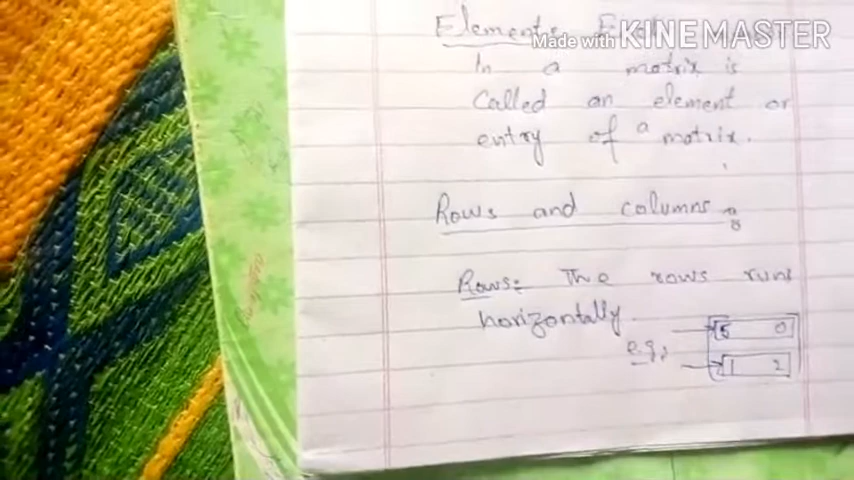 Elements
Made with KINEMASTER
In a matrix is
called an element or
entry of a matrix.
Rows and columns :
Rows: The rows runs
horizontally.
e.g,
5 0
1 2